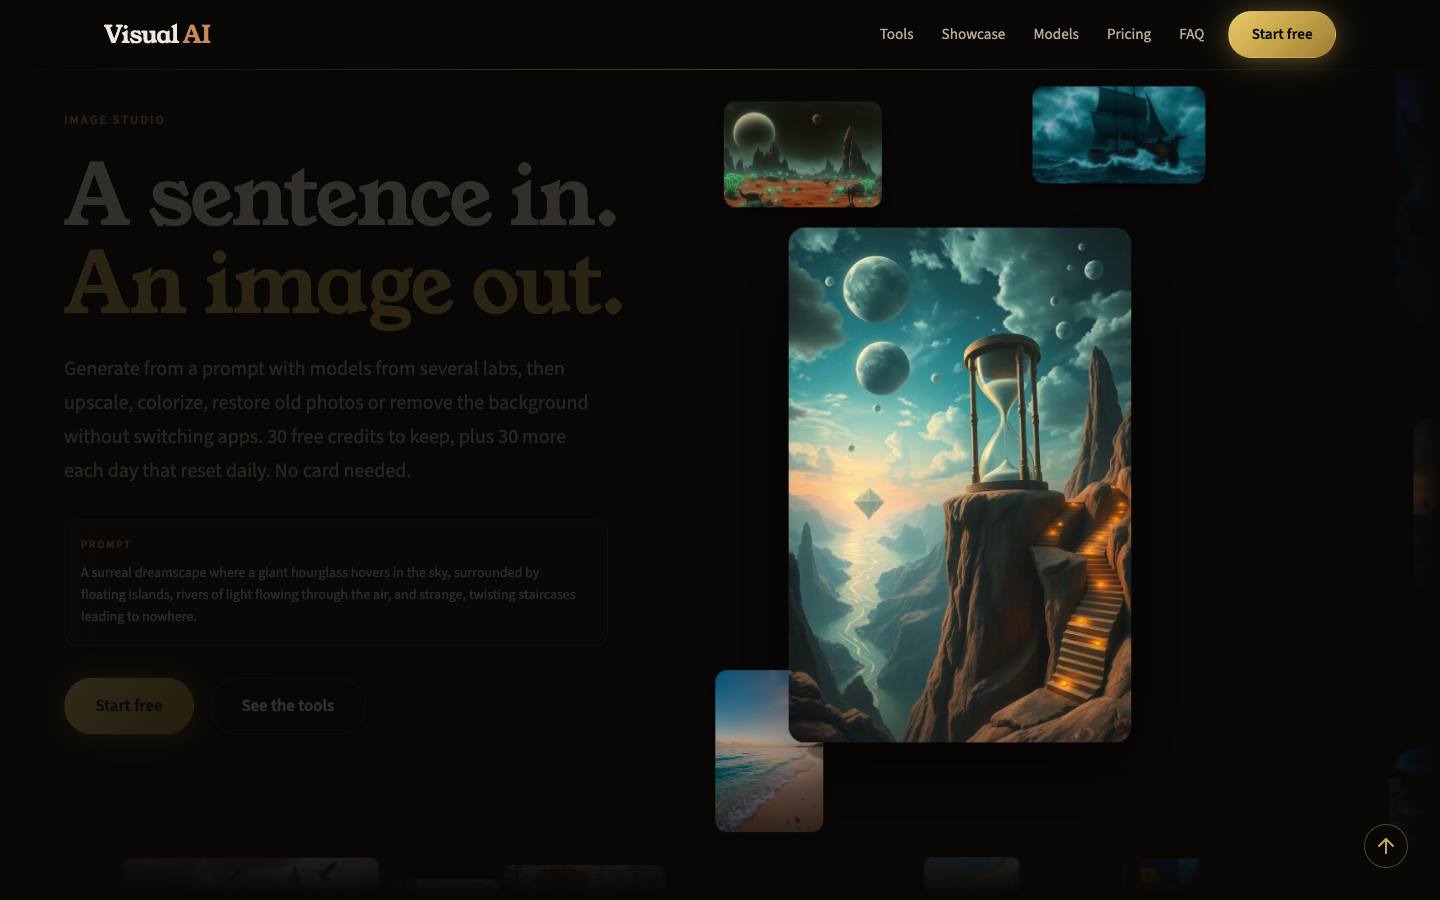 Visual AI
Tools
Showcase
Models
Pricing
FAQ
Start free
IMAGE STUDIO
A sentence in.
An image out.
Generate from a prompt with models from several labs, then
upscale, colorize, restore old photos or remove the background
without switching apps. 30 free credits to keep, plus 30 more
each day that reset daily. No card needed.
PROMPT
A surreal dreamscape where a giant hourglass hovers in the sky, surrounded by
floating islands, rivers of light flowing through the air, and strange, twisting staircases
leading to nowhere.
Start free
See the tools